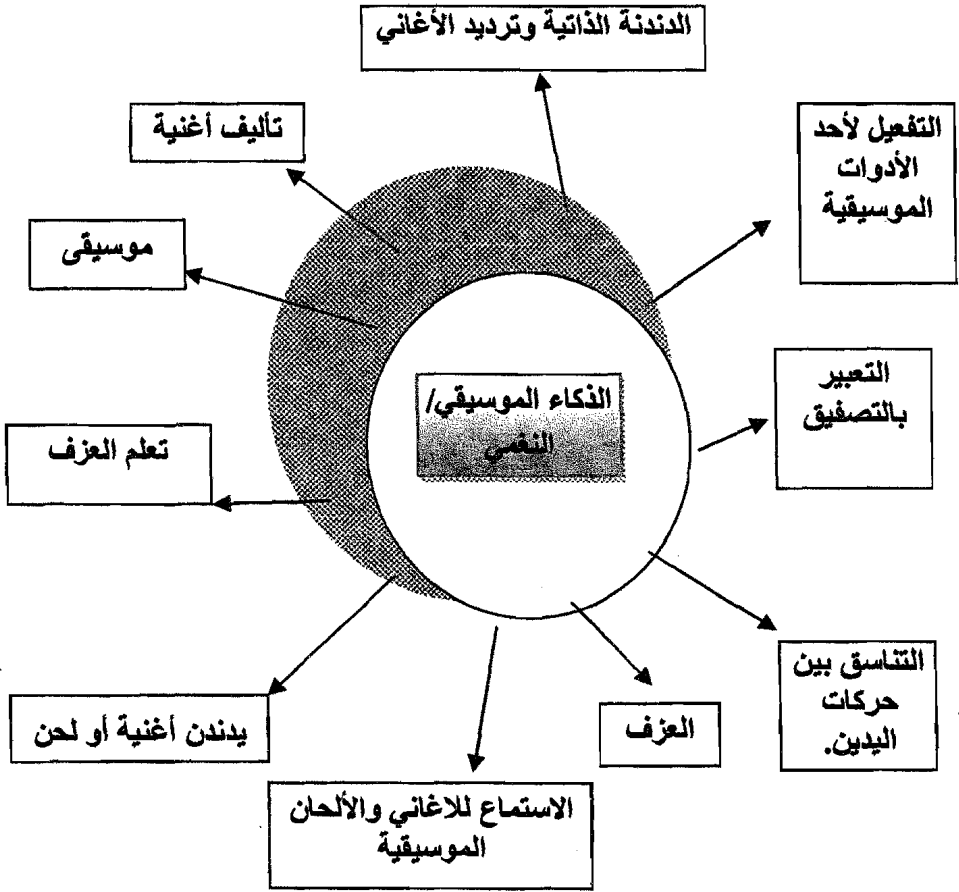 الدندنة الذاتية وترديد الأغاني
تأليف أغنية
التفعيل لأحد
الأدوات
الموسيقية
موسيقى
التعبير
بالتصفيق
الذكاء الموسيقي/
النغمي
تعلم العزف
التناسق بين
حركات
اليدين.
يدندن أغنية أو لحن
العزف
الاستماع للاغاني والألحان
الموسيقية